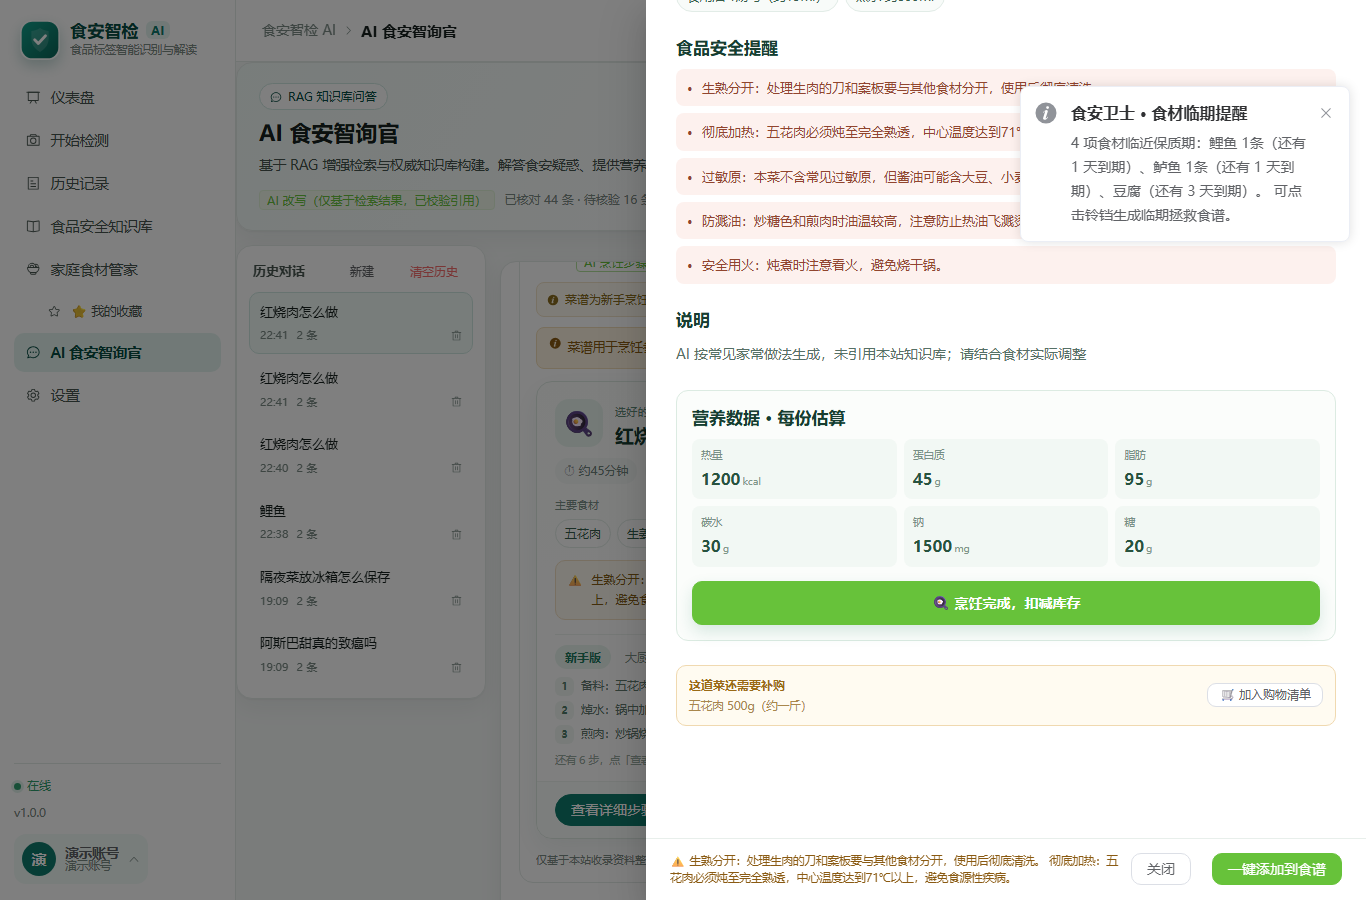 食安智检 AI
食品标签智能识别与解读
仪表盘
开始检测
历史记录
食品安全知识库
家庭食材管家
我的收藏
AI 食安智询官
设置
在线
v1.0.0
演
演示账号
演示账号
食安智检 AI > AI 食安智询官
RAG 知识库问答
AI 食安智询官
基于 RAG 增强检索与权威知识库构建。解答食安疑惑、提供营养
AI 改写（仅基于检索结果，已校验引用）
已核对 44 条 · 待核验 16
历史对话 新建 清空历史
红烧肉怎么做
22:41 2 条
红烧肉怎么做
22:41 2 条
红烧肉怎么做
22:40 2 条
鲤鱼
22:38 2 条
隔夜菜放冰箱怎么保存
19:09 2 条
阿斯巴甜真的致癌吗
19:09 2 条
菜谱为新手烹饪
菜谱用于烹饪
选好的
红烧
约45分钟
主要食材
五花肉
生
生熟分开：
上，避免食
新手版 大厨
1 备料：五花肉
2 焯水：锅中加
3 煎肉：炒锅烧
还有 6 步，点「查看
查看详细步骤
仅基于本站收录资料整
食品安全提醒
• 生熟分开：处理生肉的刀和案板要与其他食材分开，使用后彻底清洗。
• 彻底加热：五花肉必须炖至完全熟透，中心温度达到71°
• 过敏原：本菜不含常见过敏原，但酱油可能含大豆、小麦
• 防溅油：炒糖色和煎肉时油温较高，注意防止热油飞溅烫
• 安全用火：炖煮时注意看火，避免烧干锅。
食安卫士 • 食材临期提醒
4 项食材临近保质期：鲤鱼 1条（还有
1 天到期）、鲈鱼 1条（还有 1 天到
期）、豆腐（还有 3 天到期）。 可点
击铃铛生成临期拯救食谱。
说明
AI 按常见家常做法生成，未引用本站知识库；请结合食材实际调整
营养数据 • 每份估算
热量
1200 kcal
蛋白质
45 g
脂肪
95 g
碳水
30 g
钠
1500 mg
糖
20 g
烹饪完成，扣减库存
这道菜还需要补购
五花肉 500g（约一斤）
加入购物清单
生熟分开：处理生肉的刀和案板要与其他食材分开，使用后彻底清洗。 彻底加热：五
花肉必须炖至完全熟透，中心温度达到71°C以上，避免食源性疾病。
关闭
一键添加到食谱